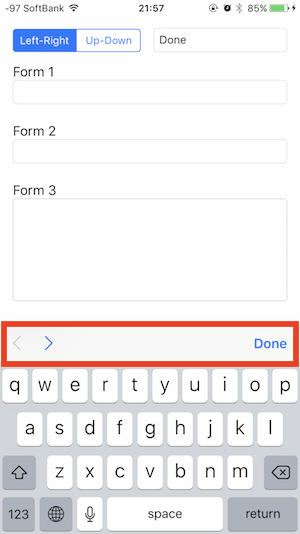 -97 SoftBank 21:57 85%
Left-Right Up-Down Done
Form 1
Form 2
Form 3
Done
q w e r t y u i o p
a s d f g h j k l
z x c v b n m
123 space return